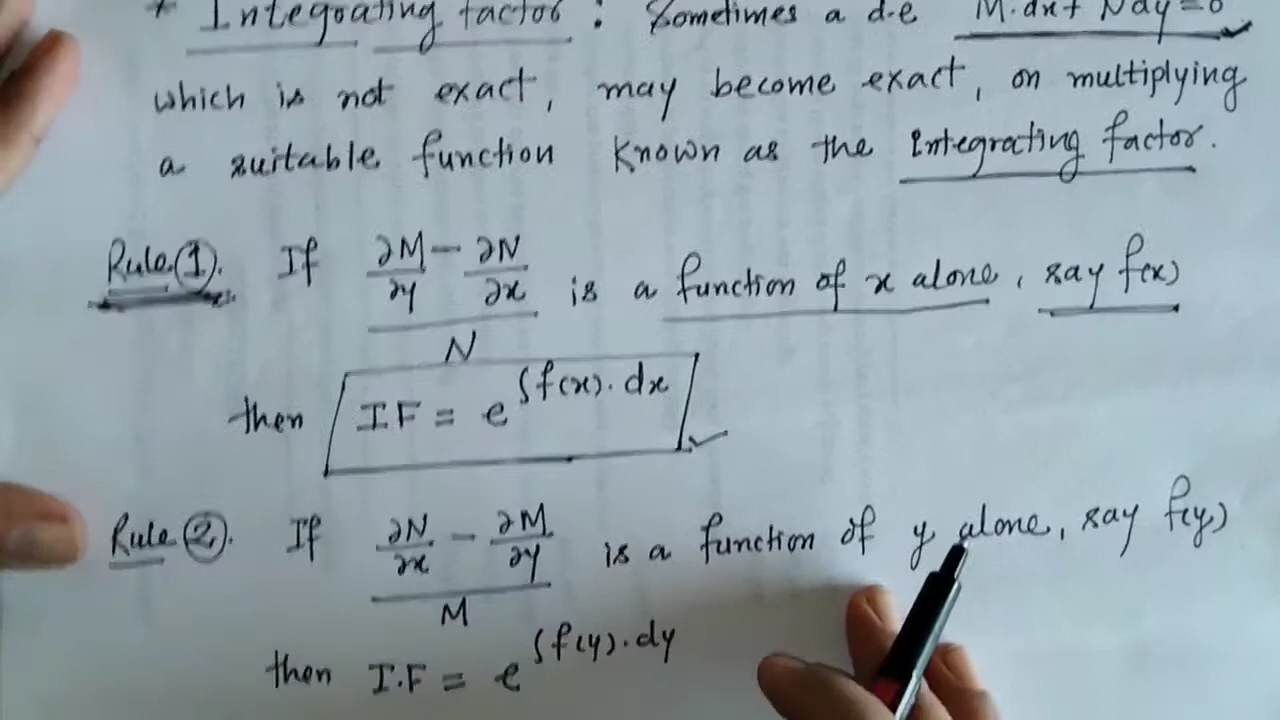 * Integrating factor : Sometimes a d.e M.dx + Ndy = 0
which is not exact, may become exact, on multiplying
a suitable function known as the Integrating factor.
Rule (1). If (∂M/∂y − ∂N/∂x)/N is a function of x alone, say f(x)
then I F = e^∫f(x).dx
Rule (2). If (∂N/∂x − ∂M/∂y)/M is a function of y alone, say f(y)
then I.F = e^∫f(y).dy